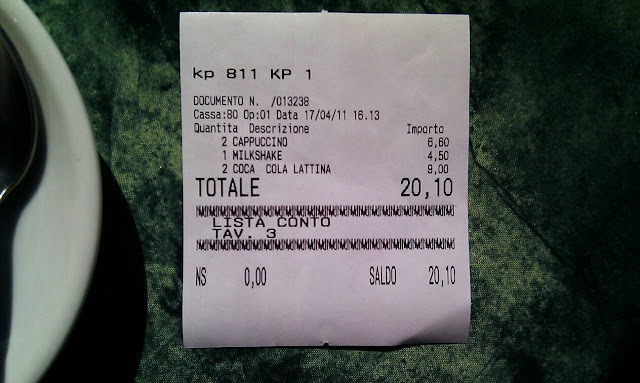 kp 811 KP 1
DOCUMENTO N. /013238
Cassa:80 Op:01 Data 17/04/11 16.13
Quantita Descrizione Importo
2 CAPPUCCINO 6,60
1 MILKSHAKE 4,50
2 COCA COLA LATTINA 9,00
TOTALE 20,10
LISTA CONTO
TAV. 3
NS 0,00 SALDO 20,10